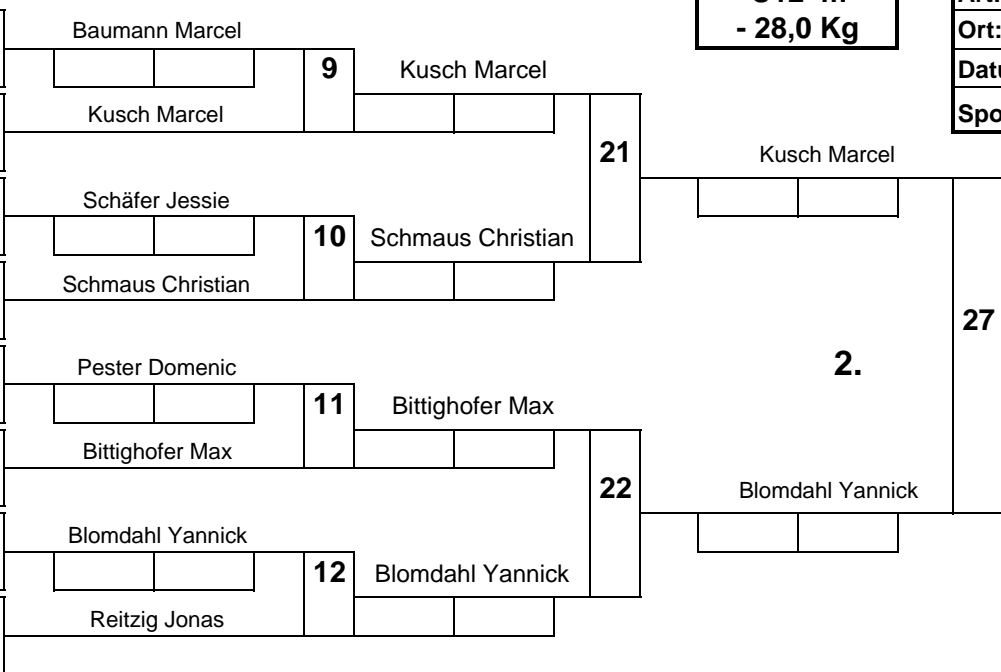 - 28,0 Kg
Ort:
Baumann Marcel
9
Kusch Marcel
Kusch Marcel
21
Kusch Marcel
Schäfer Jessie
10
Schmaus Christian
Schmaus Christian
27
2.
Pester Domenic
11
Bittighofer Max
Bittighofer Max
22
Blomdahl Yannick
Blomdahl Yannick
12
Blomdahl Yannick
Reitzig Jonas